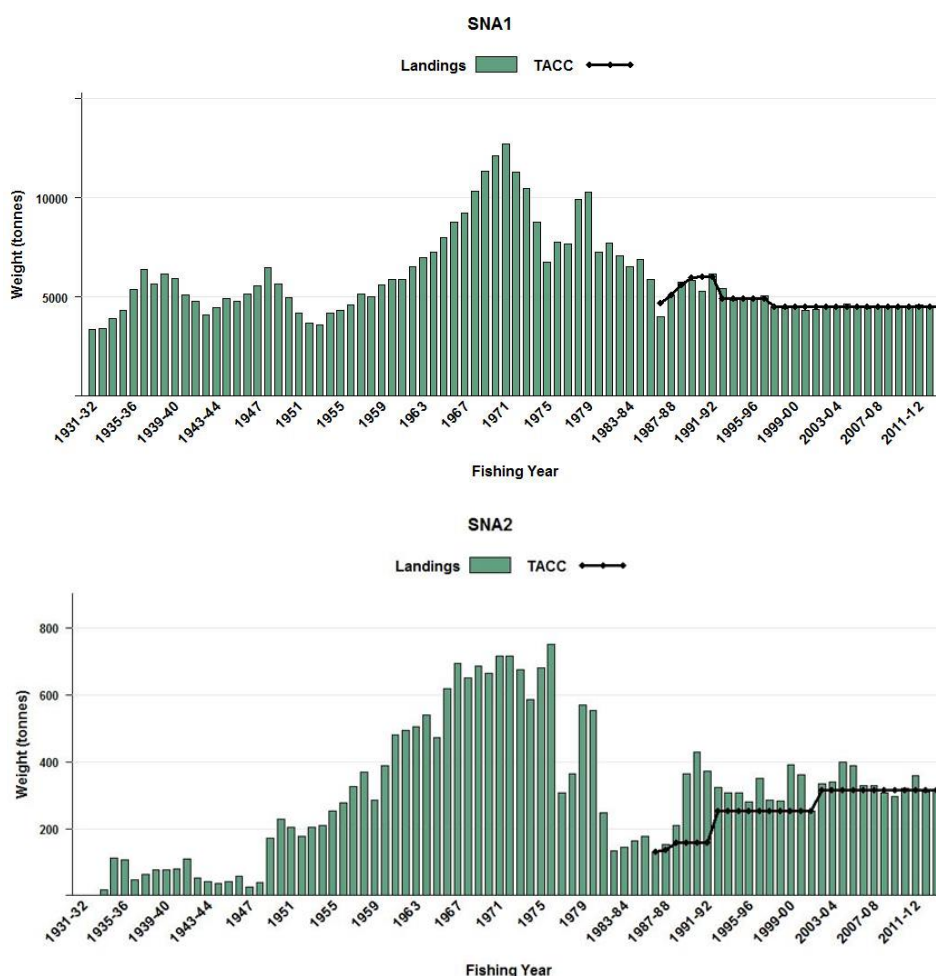 SNA1
Landings TACC
Weight (tonnes)
10000
5000
1931-32 1935-36 1939-40 1943-44 1947 1951 1955 1959 1963 1967 1971 1975 1979 1983-84 1987-88 1991-92 1995-96 1999-00 2003-04 2007-08 2011-12
Fishing Year
SNA2
Landings TACC
Weight (tonnes)
800
600
400
200
1931-32 1935-36 1939-40 1943-44 1947 1951 1955 1959 1963 1967 1971 1975 1979 1983-84 1987-88 1991-92 1995-96 1999-00 2003-04 2007-08 2011-12
Fishing Year